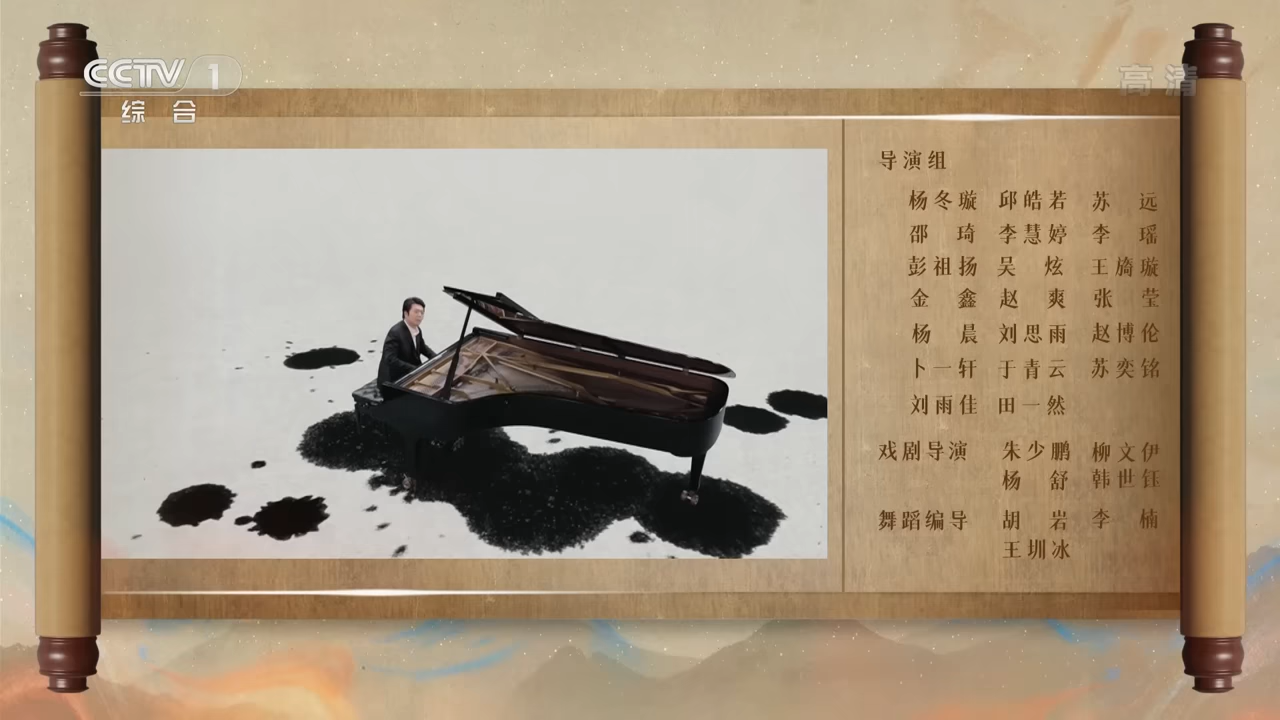 CCTV 1
综合
高清
导演组
杨冬璇 邱皓若 苏远
邵琦 李慧婷 李瑶
彭祖扬 吴炫 王旖璇
金鑫 赵爽 张莹
杨晨 刘思雨 赵博伦
卜一轩 于青云 苏奕铭
刘雨佳 田一然
戏剧导演 朱少鹏 柳文伊
杨舒 韩世钰
舞蹈编导 胡岩 李楠
王圳冰